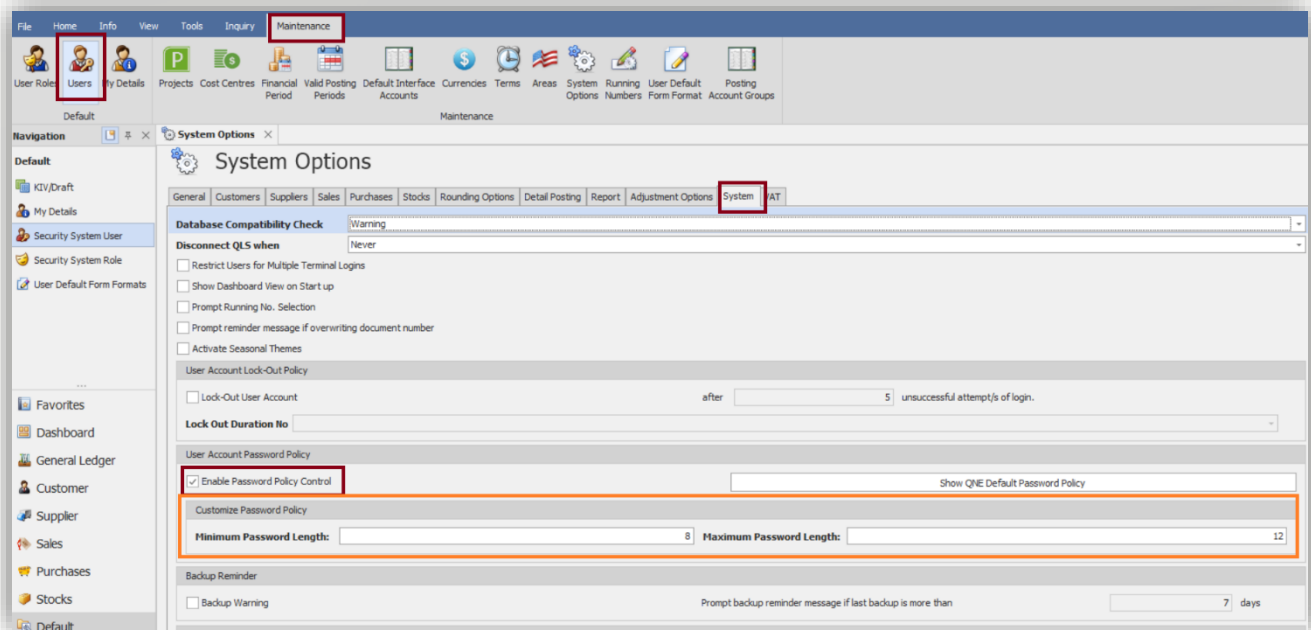 File Home Info View Tools Inquiry Maintenance
User Roles Users My Details Projects Cost Centres Financial Period Valid Posting Periods Default Interface Accounts Currencies Terms Areas System Options Running Numbers User Default Form Format Posting Account Groups
Default Maintenance
Navigation
System Options
Default
KIV/Draft
My Details
Security System User
Security System Role
User Default Form Formats
Favorites
Dashboard
General Ledger
Customer
Supplier
Sales
Purchases
Stocks
Default
System Options
General Customers Suppliers Sales Purchases Stocks Rounding Options Detail Posting Report Adjustment Options System VAT
Database Compatibility Check Warning
Disconnect QLS when Never
Restrict Users for Multiple Terminal Logins
Show Dashboard View on Start up
Prompt Running No. Selection
Prompt reminder message if overwriting document number
Activate Seasonal Themes
User Account Lock-Out Policy
Lock-Out User Account after 5 unsuccessful attempt/s of login.
Lock Out Duration No
User Account Password Policy
Enable Password Policy Control Show QNE Default Password Policy
Customize Password Policy
Minimum Password Length: 8 Maximum Password Length: 12
Backup Reminder
Backup Warning Prompt backup reminder message if last backup is more than 7 days